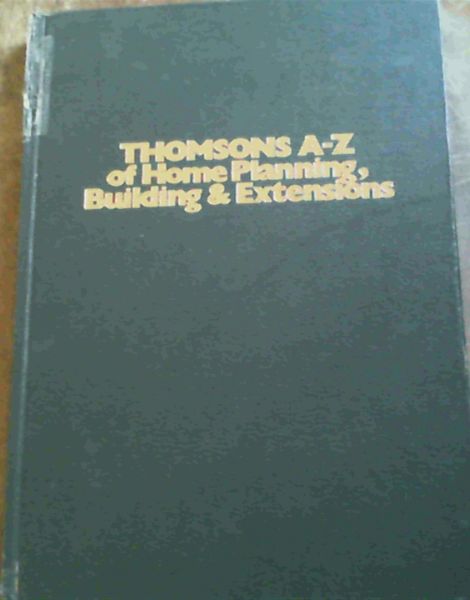 THOMSONS A-Z
of Home Planning,
Building & Extensions